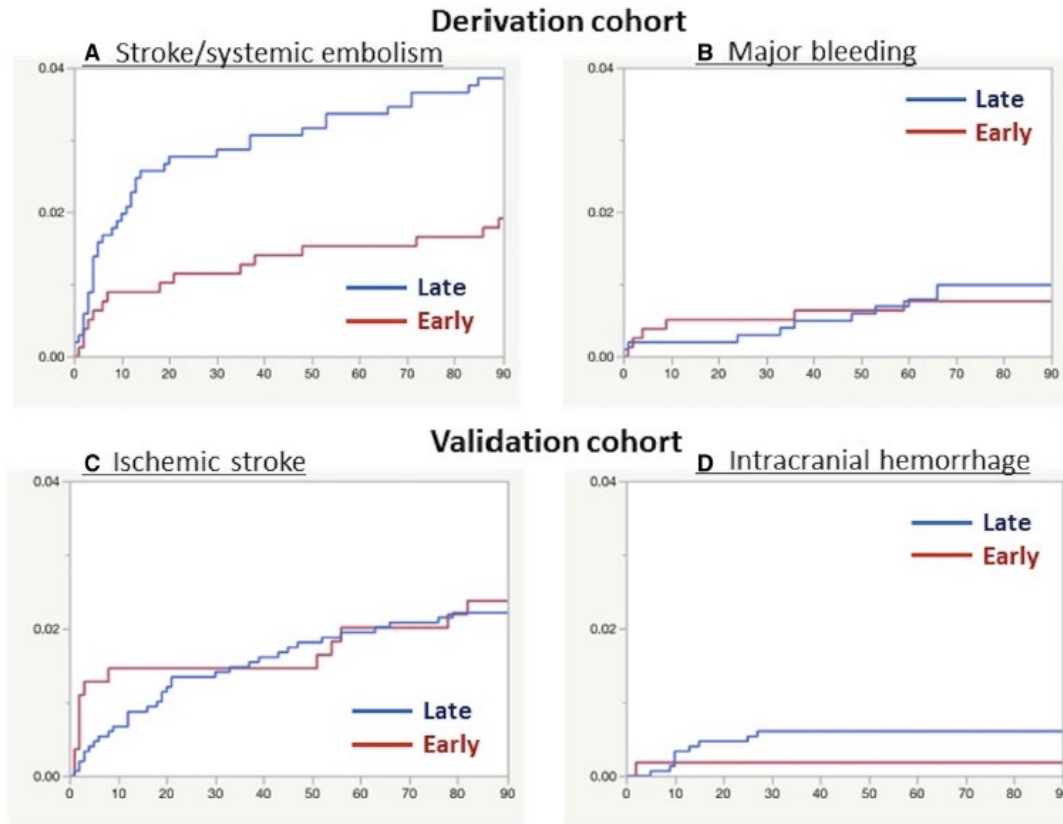 Derivation cohort
A Stroke/systemic embolism
0.04
0.02
0.00
0 10 20 30 40 50 60 70 80 90
Late
Early
B Major bleeding
0.04
0.02
0.00
0 10 20 30 40 50 60 70 80 90
Late
Early
Validation cohort
C Ischemic stroke
0.04
0.02
0.00
0 10 20 30 40 50 60 70 80 90
Late
Early
D Intracranial hemorrhage
0.04
0.02
0.00
0 10 20 30 40 50 60 70 80 90
Late
Early